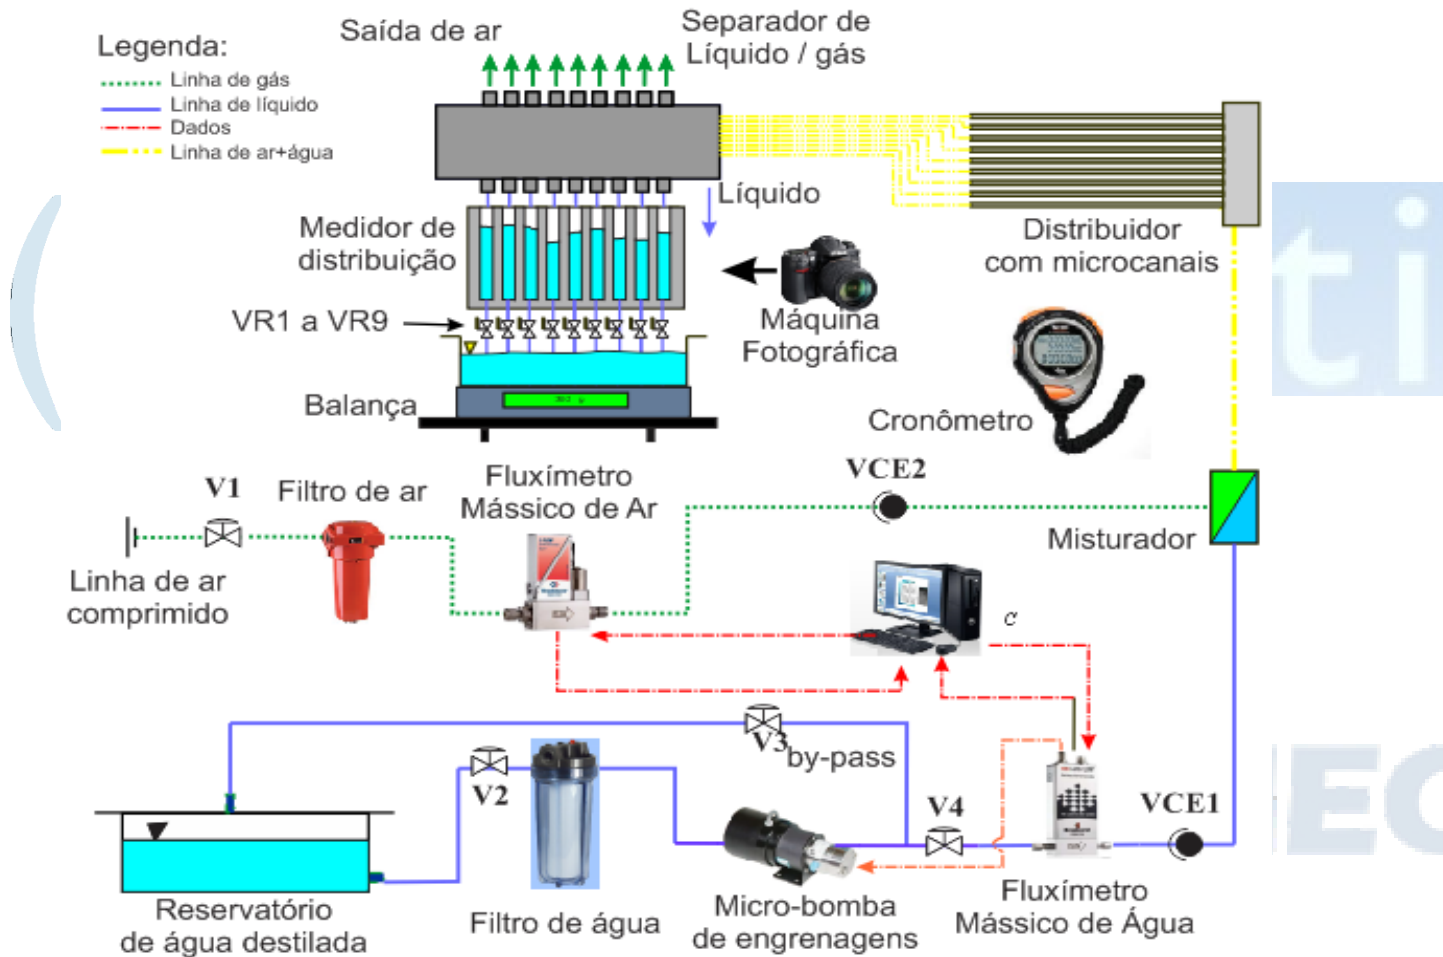 Saída de ar
Separador de
Líquido / gás
Legenda:
Linha de gás
Linha de líquido
Dados
Linha de ar+água
Líquido
Medidor de
distribuição
Distribuidor
com microcanais
VR1 a VR9
Máquina
Fotográfica
Balança
Cronômetro
ti
V1
Filtro de ar
Fluxímetro
Mássico de Ar
VCE2
Misturador
Linha de ar
comprimido
c
V3
by-pass
V2
V4
VCE1
EC
Reservatório
de água destilada
Filtro de água
Micro-bomba
de engrenagens
Fluxímetro
Mássico de Água